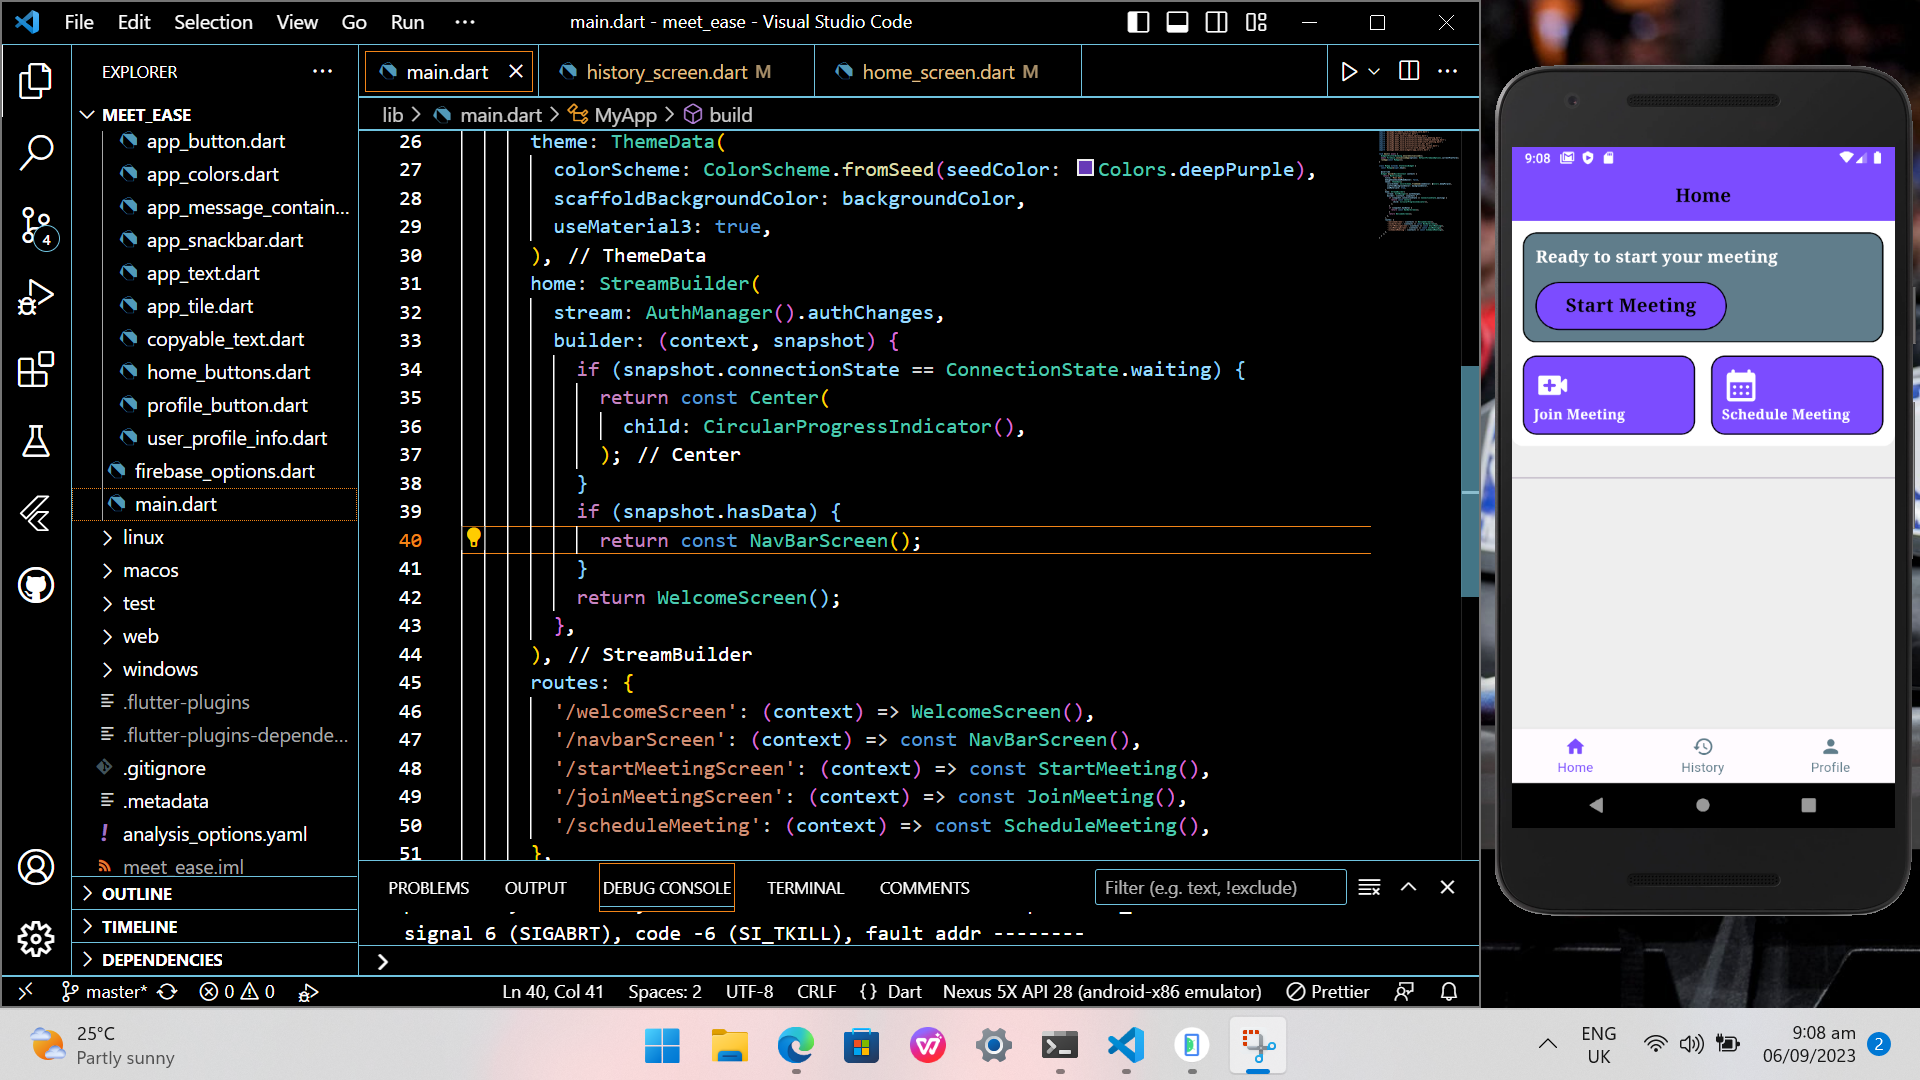 File Edit Selection View Go Run ···
main.dart - meet_ease - Visual Studio Code
EXPLORER
MEET_EASE
app_button.dart
app_colors.dart
app_message_contain...
app_snackbar.dart
app_text.dart
app_tile.dart
copyable_text.dart
home_buttons.dart
profile_button.dart
user_profile_info.dart
firebase_options.dart
main.dart
linux
macos
test
web
windows
.flutter-plugins
.flutter-plugins-depende...
.gitignore
.metadata
analysis_options.yaml
meet_ease.iml
OUTLINE
TIMELINE
DEPENDENCIES
4
main.dart
history_screen.dart M
home_screen.dart M
lib > main.dart > MyApp > build
26 theme: ThemeData(
27 colorScheme: ColorScheme.fromSeed(seedColor: Colors.deepPurple),
28 scaffoldBackgroundColor: backgroundColor,
29 useMaterial3: true,
30 ), // ThemeData
31 home: StreamBuilder(
32 stream: AuthManager().authChanges,
33 builder: (context, snapshot) {
34 if (snapshot.connectionState == ConnectionState.waiting) {
35 return const Center(
36 child: CircularProgressIndicator(),
37 ); // Center
38 }
39 if (snapshot.hasData) {
40 return const NavBarScreen();
41 }
42 return WelcomeScreen();
43 },
44 ), // StreamBuilder
45 routes: {
46 '/welcomeScreen': (context) => WelcomeScreen(),
47 '/navbarScreen': (context) => const NavBarScreen(),
48 '/startMeetingScreen': (context) => const StartMeeting(),
49 '/joinMeetingScreen': (context) => const JoinMeeting(),
50 '/scheduleMeeting': (context) => const ScheduleMeeting(),
51 },
PROBLEMS OUTPUT DEBUG CONSOLE TERMINAL COMMENTS
Filter (e.g. text, !exclude)
signal 6 (SIGABRT), code -6 (SI_TKILL), fault addr --------
>
master* 0 0
Ln 40, Col 41 Spaces: 2 UTF-8 CRLF {} Dart Nexus 5X API 28 (android-x86 emulator) Prettier
9:08
Home
Ready to start your meeting
Start Meeting
Join Meeting
Schedule Meeting
Home History Profile
25°C
Partly sunny
ENG
UK
9:08 am
06/09/2023
2